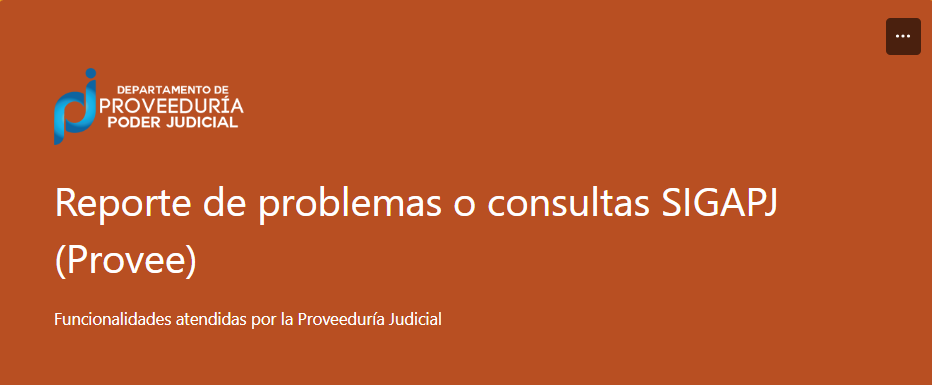 DEPARTAMENTO DE
PROVEEDURÍA
PODER JUDICIAL
Reporte de problemas o consultas SIGAPJ
(Provee)
Funcionalidades atendidas por la Proveeduría Judicial